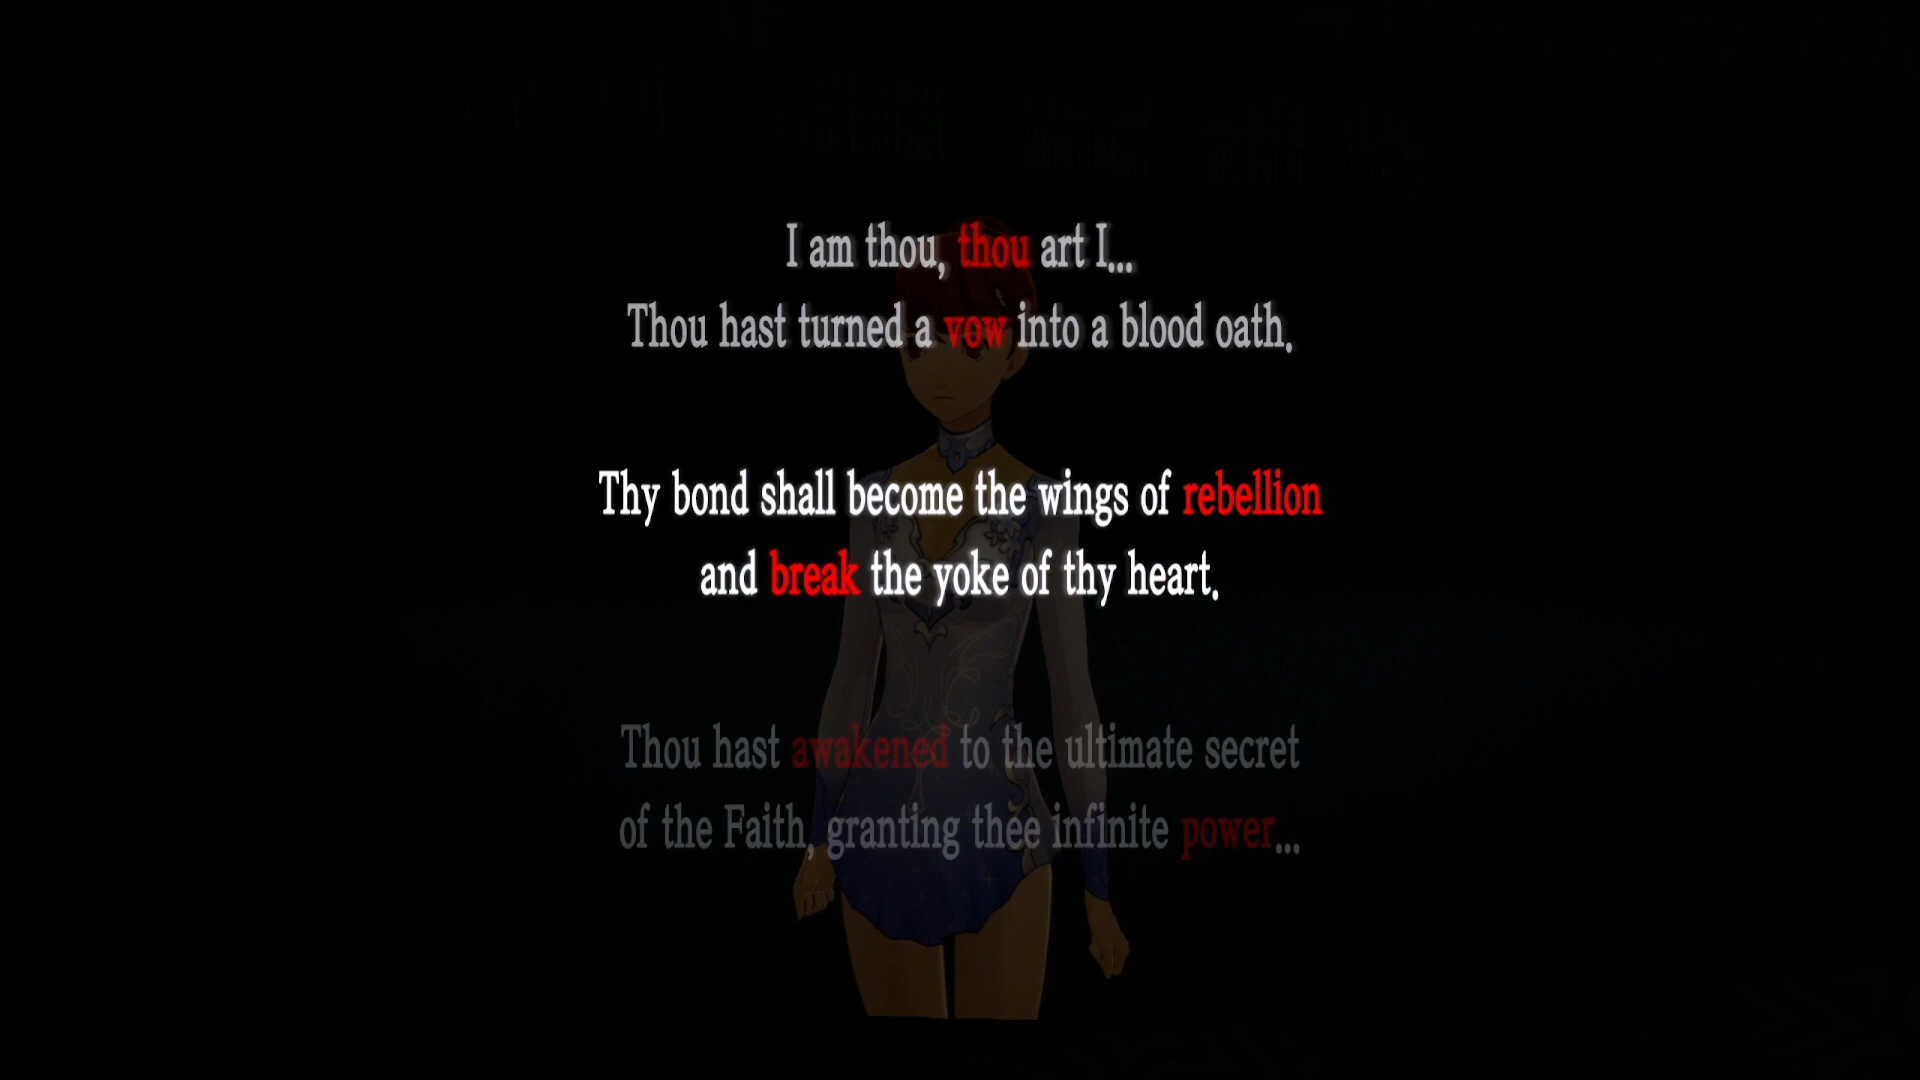 I am thou, thou art I...
Thou hast turned a vow into a blood oath.
Thy bond shall become the wings of rebellion
and break the yoke of thy heart.
Thou hast awakened to the ultimate secret
of the Faith, granting thee infinite power...